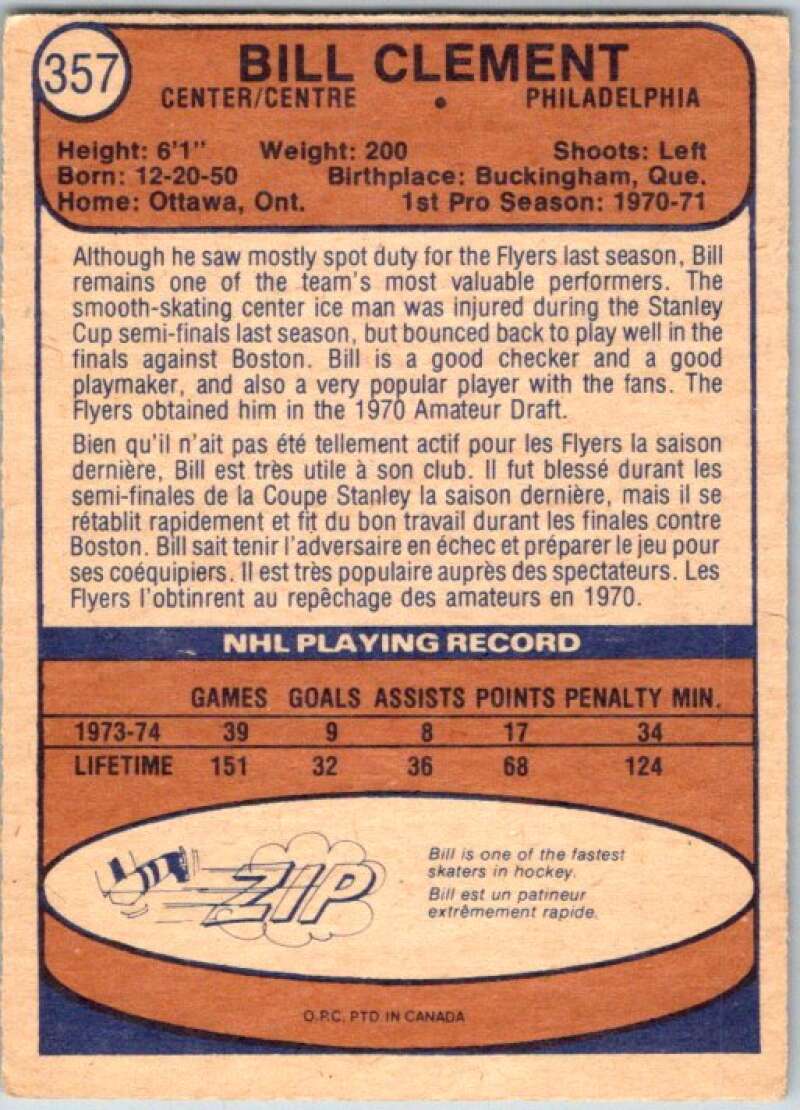 357
BILL CLEMENT
CENTER/CENTRE • PHILADELPHIA
Height: 6'1" Weight: 200 Shoots: Left
Born: 12-20-50 Birthplace: Buckingham, Que.
Home: Ottawa, Ont. 1st Pro Season: 1970-71
Although he saw mostly spot duty for the Flyers last season, Bill
remains one of the team's most valuable performers. The
smooth-skating center ice man was injured during the Stanley
Cup semi-finals last season, but bounced back to play well in the
finals against Boston. Bill is a good checker and a good
playmaker, and also a very popular player with the fans. The
Flyers obtained him in the 1970 Amateur Draft.
Bien qu'il n'ait pas été tellement actif pour les Flyers la saison
dernière, Bill est très utile à son club. Il fut blessé durant les
semi-finales de la Coupe Stanley la saison dernière, mais il se
rétablit rapidement et fit du bon travail durant les finales contre
Boston. Bill sait tenir l'adversaire en échec et préparer le jeu pour
ses coéquipiers. Il est très populaire auprès des spectateurs. Les
Flyers l'obtinrent au repêchage des amateurs en 1970.
NHL PLAYING RECORD
GAMES GOALS ASSISTS POINTS PENALTY MIN.
1973-74 39 9 8 17 34
LIFETIME 151 32 36 68 124
ZIP
Bill is one of the fastest
skaters in hockey.
Bill est un patineur
extrêmement rapide.
O.P.C. PTD IN CANADA